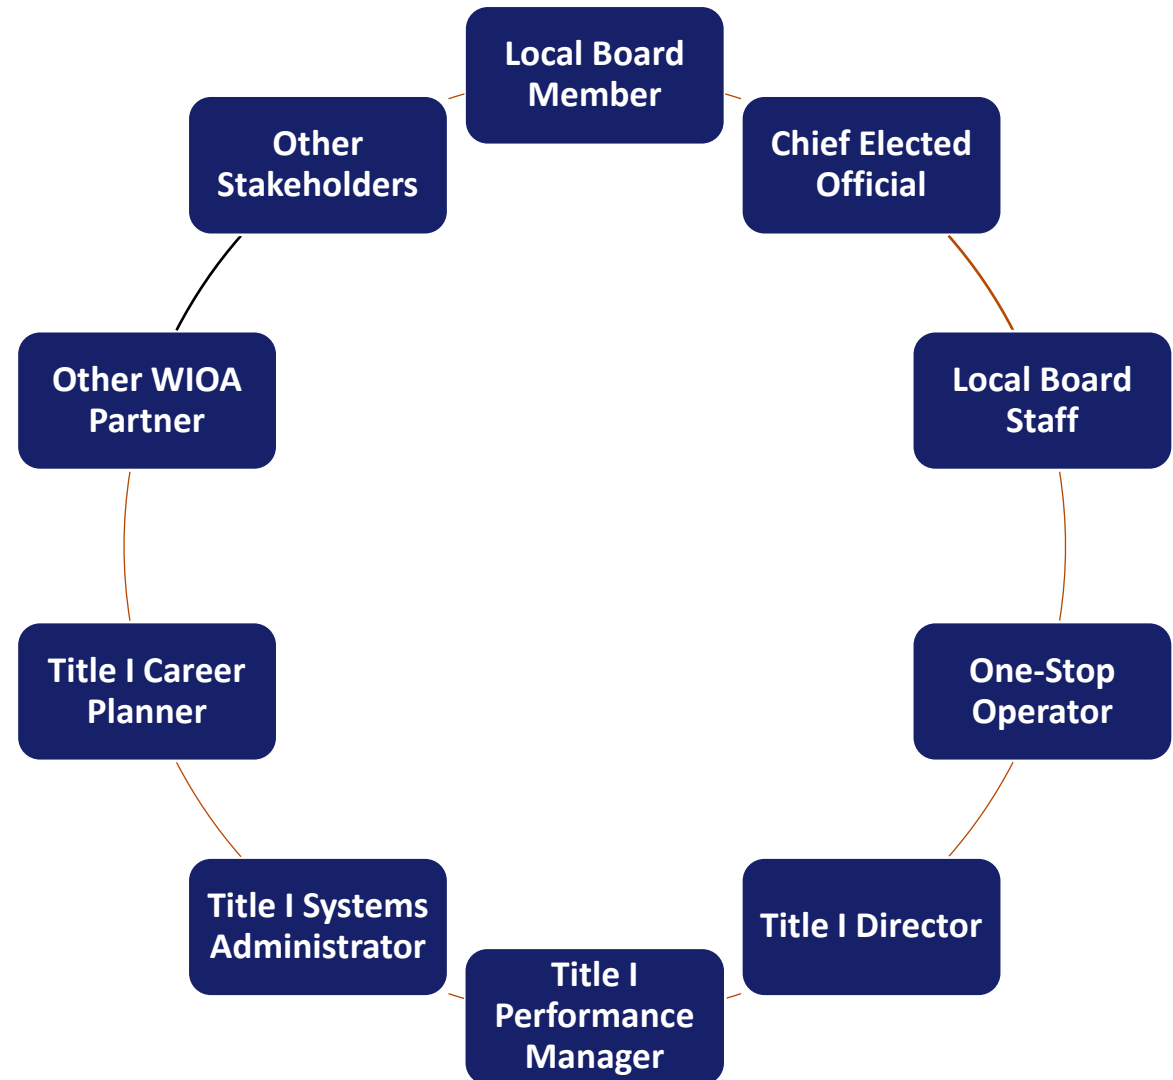 Local Board
Member
Chief Elected
Official
Local Board
Staff
One-Stop
Operator
Title I Director
Title I
Performance
Manager
Title I Systems
Administrator
Title I Career
Planner
Other WIOA
Partner
Other
Stakeholders